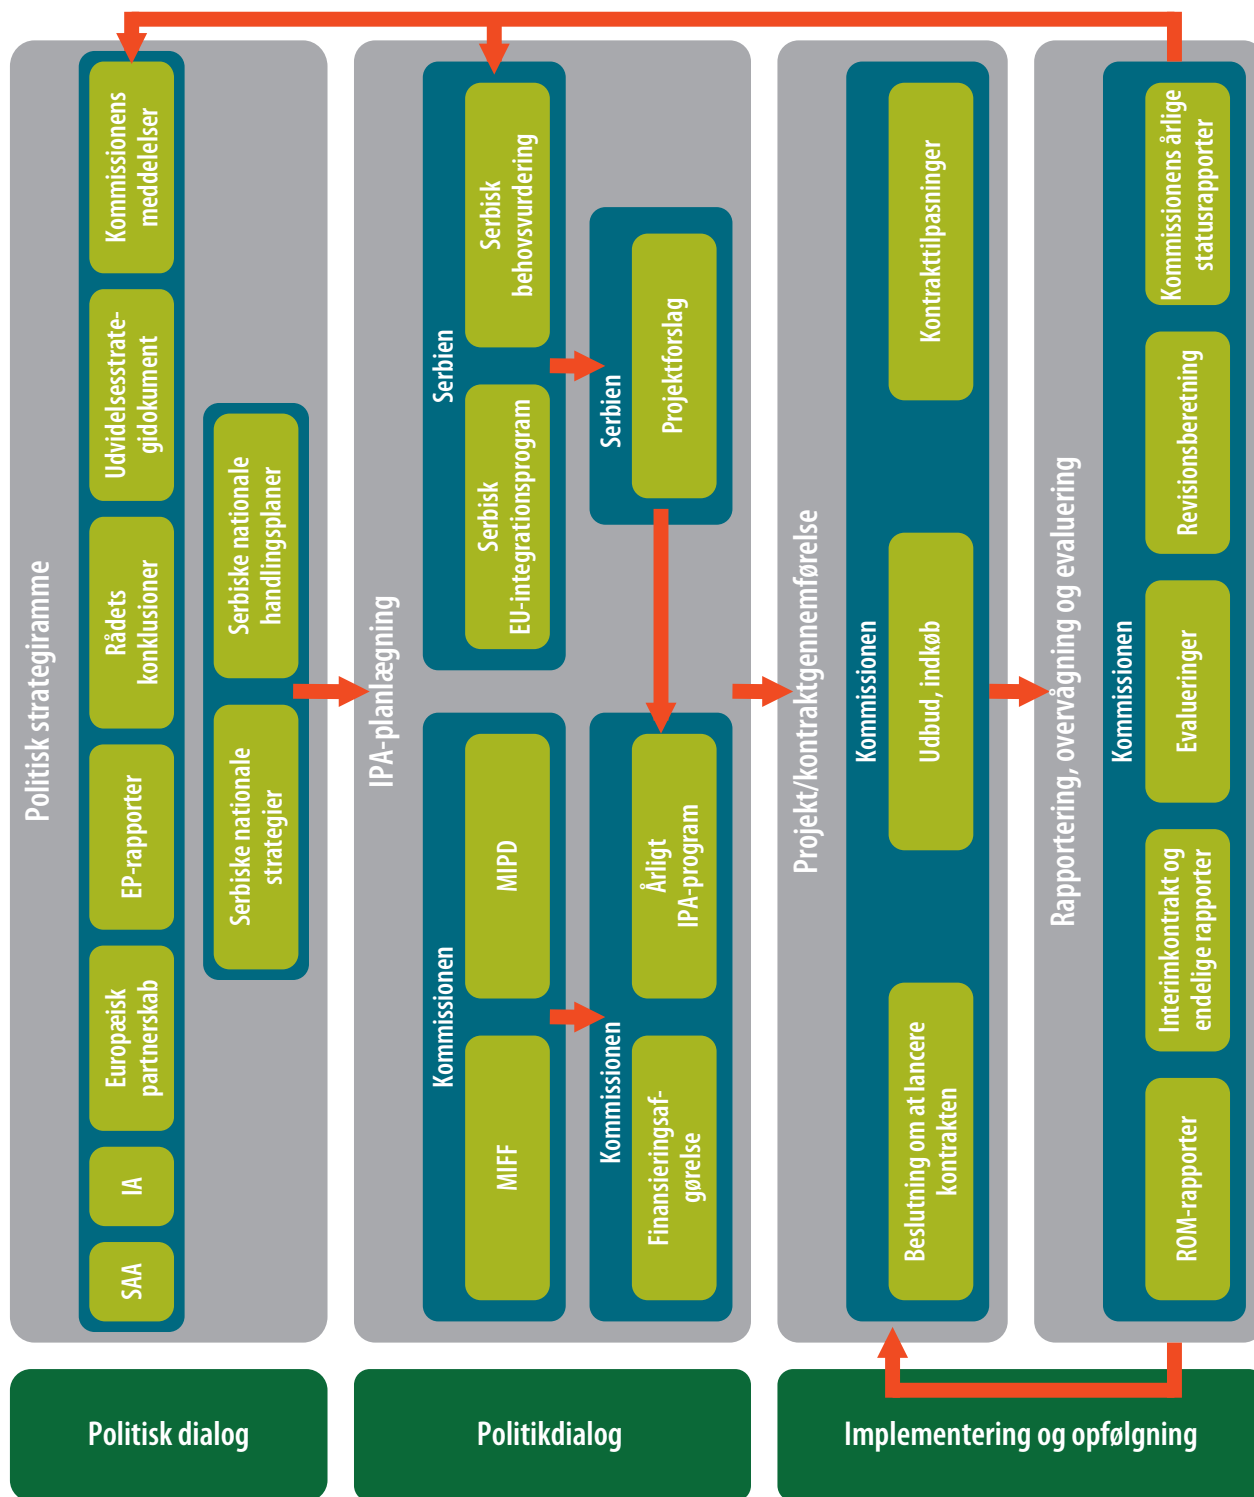 Politisk strategiramme
SAA
IA
Europæisk
partnerskab
EP-rapporter
Rådets
konklusioner
Udvidelsesstrate-
gidokument
Kommissionens
meddelelser
Serbiske nationale
strategier
Serbiske nationale
handlingsplaner
IPA-planlægning
Kommissionen
MIFF
MIPD
Serbien
Serbisk
EU-integrationsprogram
Serbisk
behovsvurdering
Kommissionen
Finansieringsaf-
gørelse
Årligt
IPA-program
Serbien
Projektforslag
Projekt/kontraktgennemførelse
Kommissionen
Beslutning om at lancere
kontrakten
Udbud, indkøb
Kontrakttilpasninger
Rapportering, overvågning og evaluering
Kommissionen
ROM-rapporter
Interimkontrakt og
endelige rapporter
Evalueringer
Revisionsberetning
Kommissionens årlige
statusrapporter
Politisk dialog
Politikdialog
Implementering og opfølgning